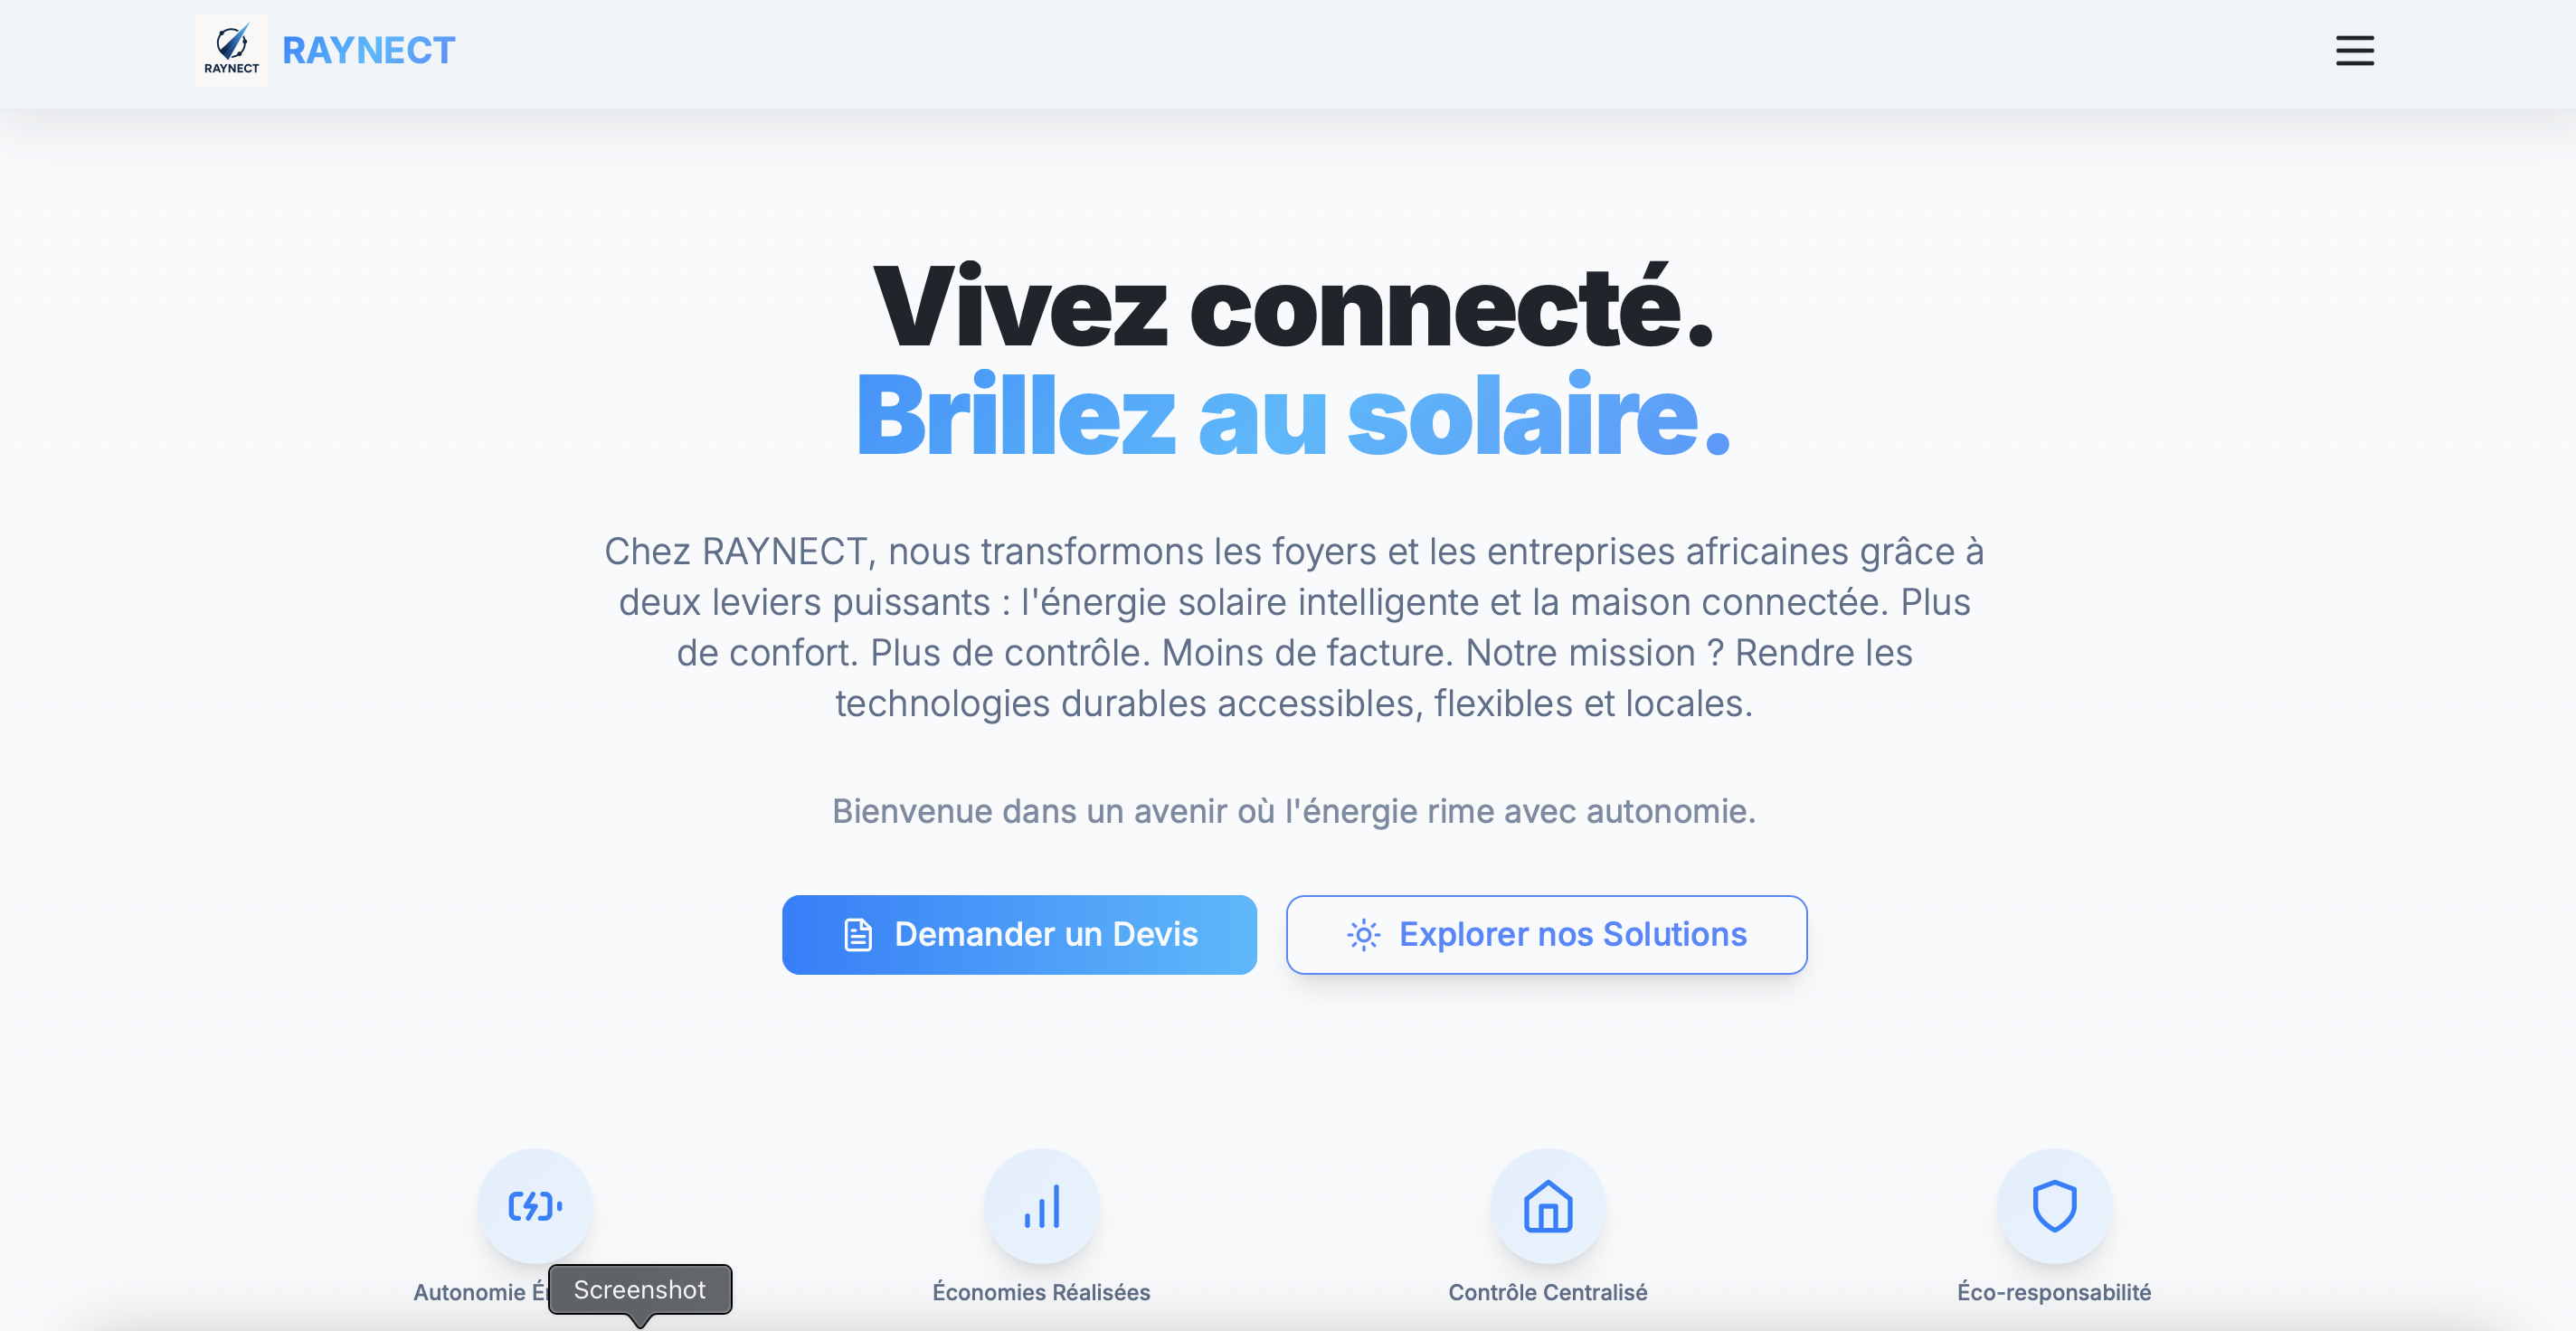 RAYNECT
RAYNECT
Vivez connecté.
Brillez au solaire.
Chez RAYNECT, nous transformons les foyers et les entreprises africaines grâce à
deux leviers puissants : l'énergie solaire intelligente et la maison connectée. Plus
de confort. Plus de contrôle. Moins de facture. Notre mission ? Rendre les
technologies durables accessibles, flexibles et locales.
Bienvenue dans un avenir où l'énergie rime avec autonomie.
Demander un Devis
Explorer nos Solutions
Autonomie
Screenshot
Économies Réalisées
Contrôle Centralisé
Éco-responsabilité